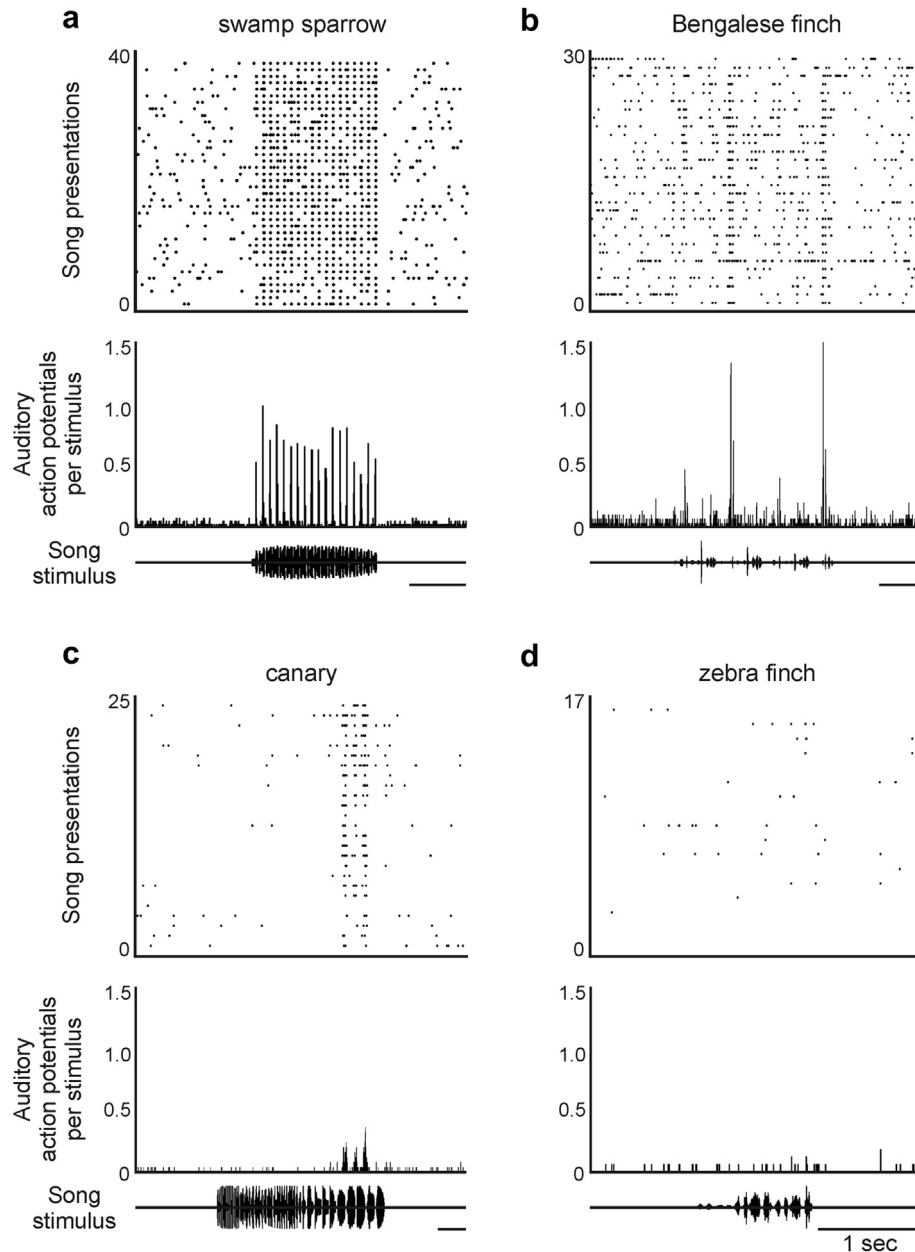 a
swamp sparrow
40
20
0
Song presentations
1.5
1.0
0.5
0
Auditory
action potentials
per stimulus
Song
stimulus
b
Bengalese finch
30
15
0
1.5
1.0
0.5
0
c
canary
25
0
Song presentations
1.5
1.0
0.5
0
Auditory
action potentials
per stimulus
Song
stimulus
d
zebra finch
17
0
1.5
1.0
0.5
0
1 sec